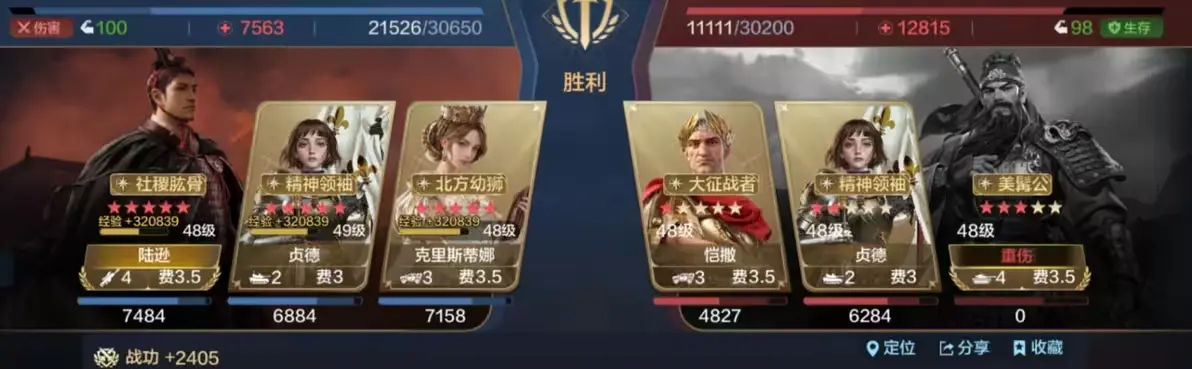 伤害 100 7563 21526/30650
11111/30200 12815 98 生存
胜利
社稷肱骨
经验 +320839
48级
陆逊
4 费3.5
7484
精神领袖
经验 +320839
49级
贞德
2 费3
6884
北方幼狮
经验 +320839
48级
克里斯蒂娜
3 费3.5
7158
大征战者
48级
恺撒
3 费3.5
4827
精神领袖
48级
贞德
2 费3
6284
美髯公
48级
重伤
4 费3.5
0
战功 +2405
定位 分享 收藏